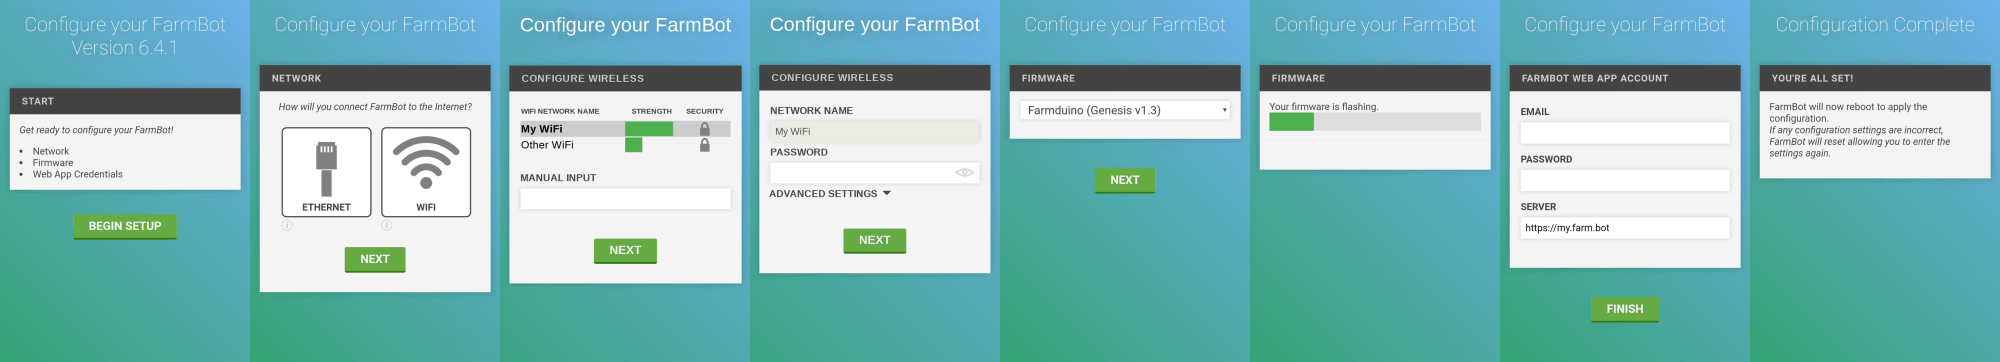 Configure your FarmBot
Version 6.4.1
START
Get ready to configure your FarmBot!
Network
Firmware
Web App Credentials
BEGIN SETUP
Configure your FarmBot
NETWORK
How will you connect FarmBot to the Internet?
ETHERNET
WIFI
i
i
NEXT
Configure your FarmBot
CONFIGURE WIRELESS
WIFI NETWORK NAME STRENGTH SECURITY
My WiFi
Other WiFi
MANUAL INPUT
NEXT
Configure your FarmBot
CONFIGURE WIRELESS
NETWORK NAME
My WiFi
PASSWORD
ADVANCED SETTINGS
NEXT
Configure your FarmBot
FIRMWARE
Farmduino (Genesis v1.3)
NEXT
Configure your FarmBot
FIRMWARE
Your firmware is flashing.
Configure your FarmBot
FARMBOT WEB APP ACCOUNT
EMAIL
PASSWORD
SERVER
https://my.farm.bot
FINISH
Configuration Complete
YOU'RE ALL SET!
FarmBot will now reboot to apply the
configuration.
If any configuration settings are incorrect,
FarmBot will reset allowing you to enter the
settings again.